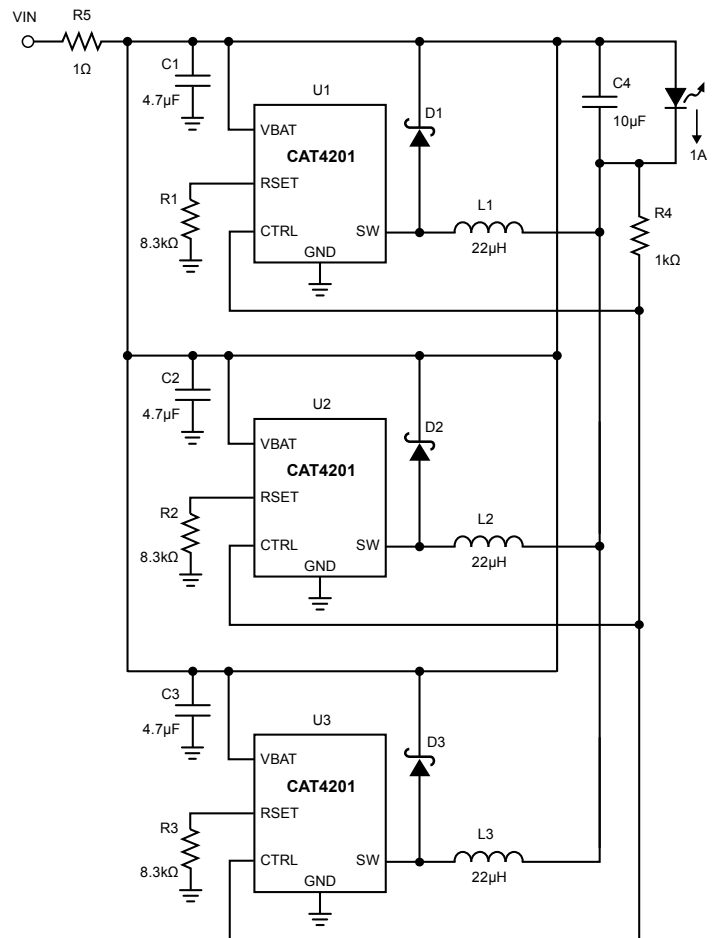 VIN
R5
1Ω
C1
4.7µF
U1
VBAT
CAT4201
RSET
CTRL
SW
GND
R1
8.3kΩ
D1
L1
22µH
C4
10µF
1A
R4
1kΩ
C2
4.7µF
U2
VBAT
CAT4201
RSET
CTRL
SW
GND
R2
8.3kΩ
D2
L2
22µH
C3
4.7µF
U3
VBAT
CAT4201
RSET
CTRL
SW
GND
R3
8.3kΩ
D3
L3
22µH